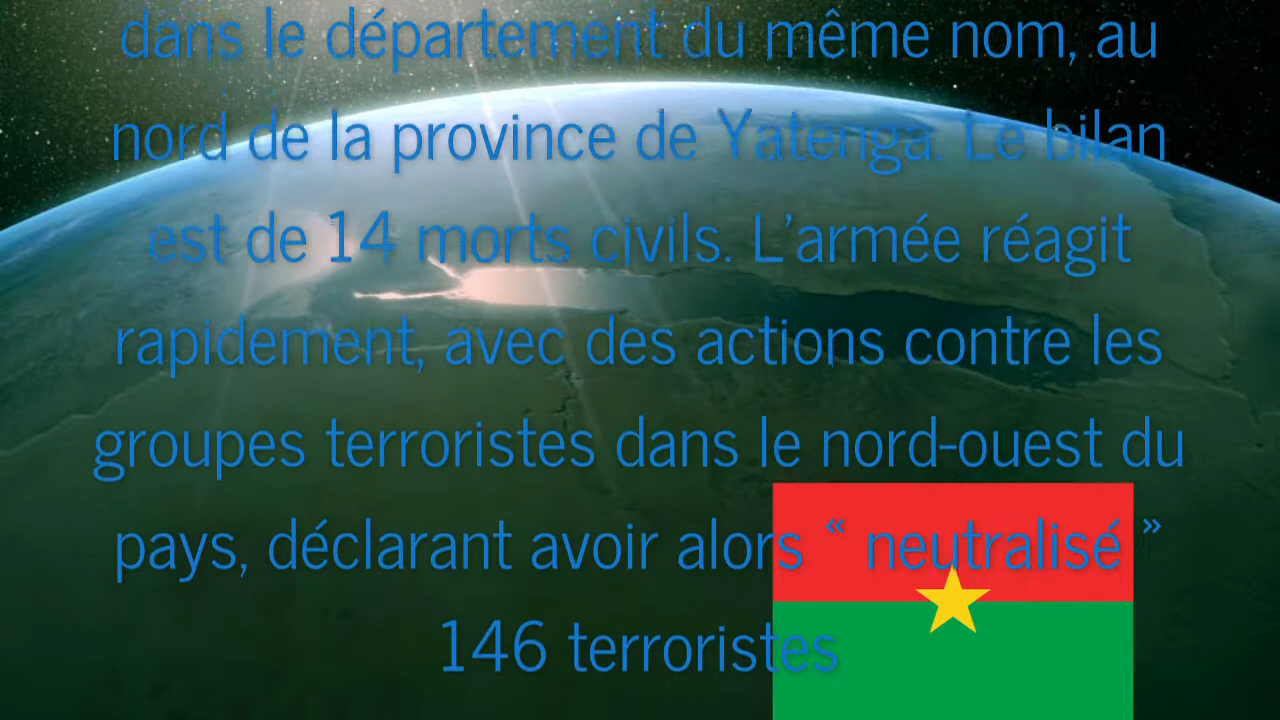 dans le département du même nom, au
nord de la province de Yatenga. Le bilan
est de 14 morts civils. L'armée réagit
rapidement, avec des actions contre les
groupes terroristes dans le nord-ouest du
pays, déclarant avoir alors “ neutralisé ”
146 terroristes